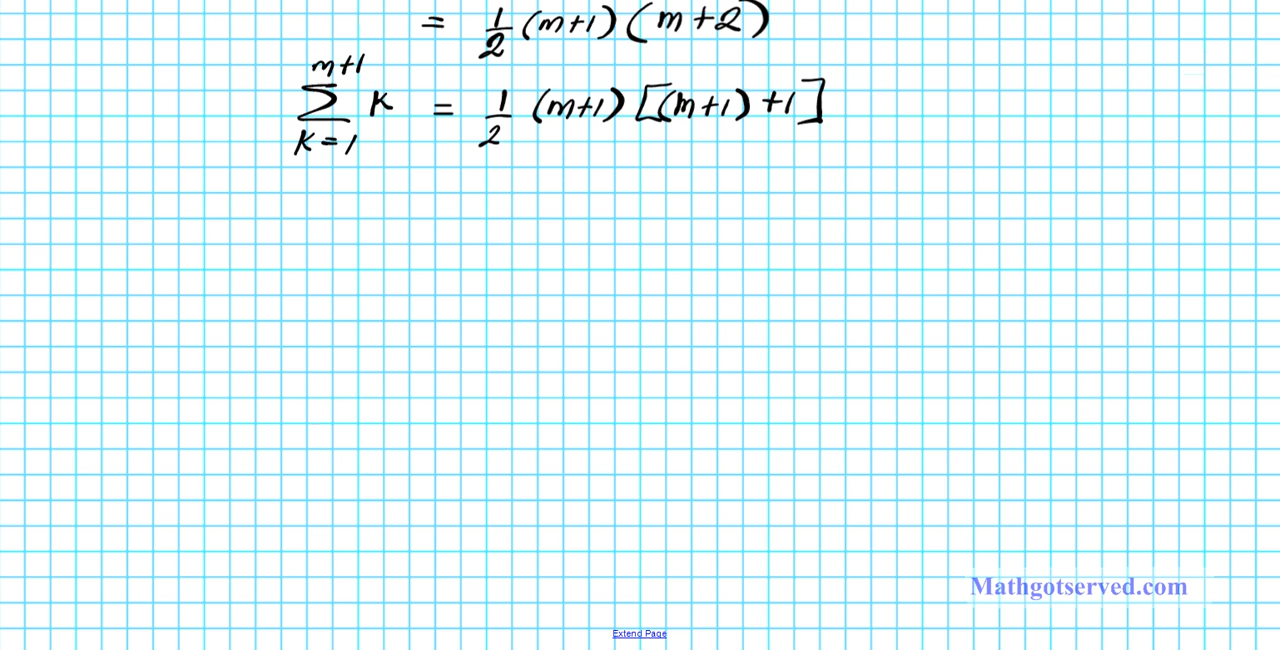 = 1/2 (m+1)(m+2)
m+1
∑ K = 1/2 (m+1) [(m+1) +1]
K=1
Mathgotserved.com
Extend Page